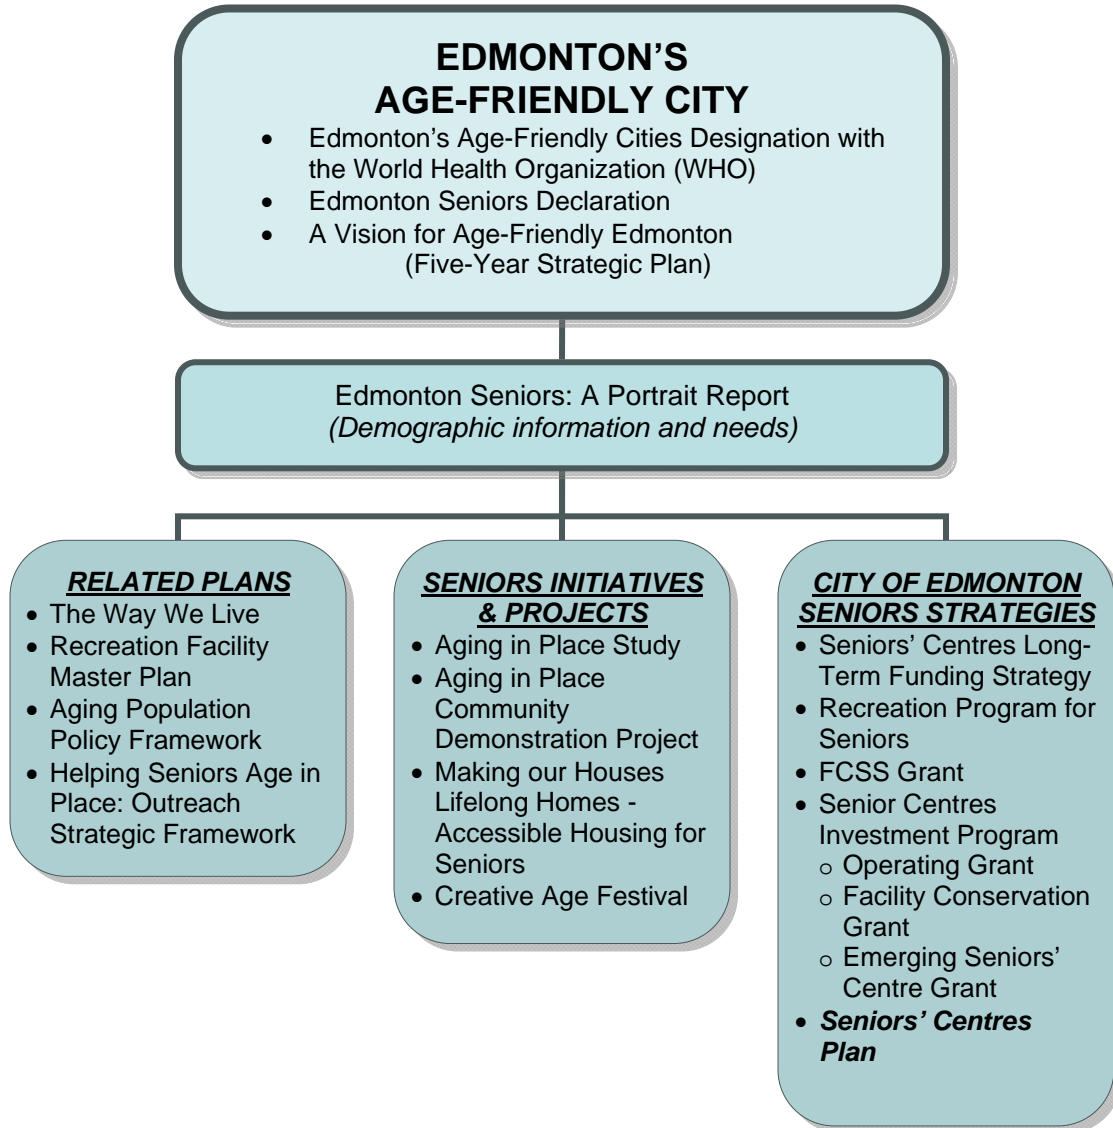 EDMONTON’S
AGE-FRIENDLY CITY
• Edmonton’s Age-Friendly Cities Designation with
the World Health Organization (WHO)
• Edmonton Seniors Declaration
• A Vision for Age-Friendly Edmonton
(Five-Year Strategic Plan)
Edmonton Seniors: A Portrait Report
(Demographic information and needs)
RELATED PLANS
• The Way We Live
• Recreation Facility
Master Plan
• Aging Population
Policy Framework
• Helping Seniors Age in
Place: Outreach
Strategic Framework
SENIORS INITIATIVES
& PROJECTS
• Aging in Place Study
• Aging in Place
Community
Demonstration Project
• Making our Houses
Lifelong Homes -
Accessible Housing for
Seniors
• Creative Age Festival
CITY OF EDMONTON
SENIORS STRATEGIES
• Seniors’ Centres Long-
Term Funding Strategy
• Recreation Program for
Seniors
• FCSS Grant
• Senior Centres
Investment Program
o Operating Grant
o Facility Conservation
Grant
o Emerging Seniors’
Centre Grant
• Seniors’ Centres
Plan